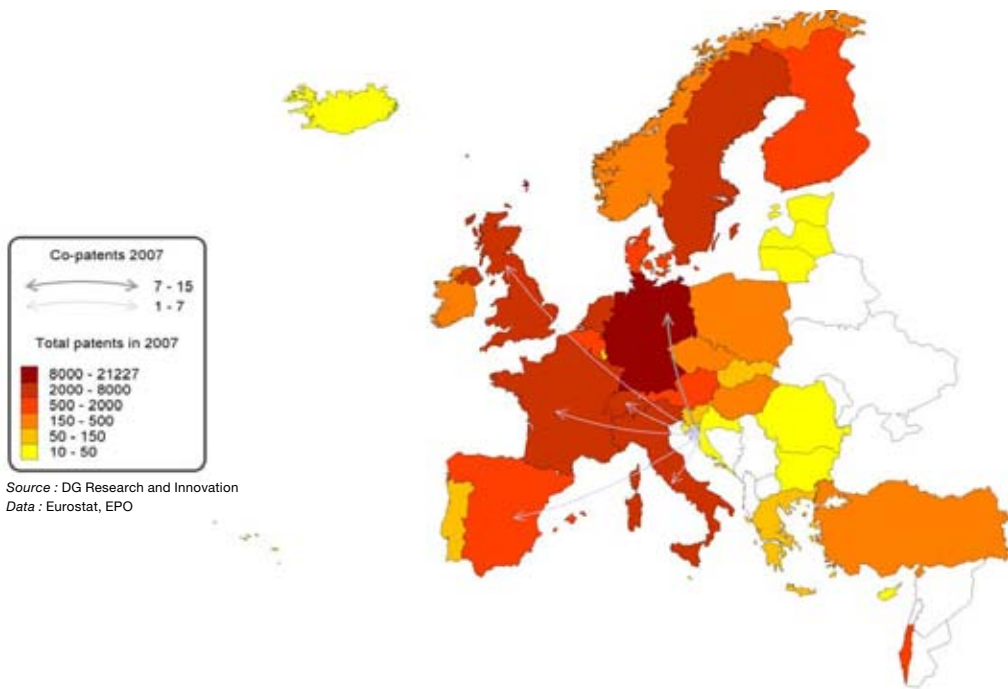 Co-patents 2007
7 - 15
1 - 7
Total patents in 2007
8000 - 21227
2000 - 8000
500 - 2000
150 - 500
50 - 150
10 - 50
Source : DG Research and Innovation
Data : Eurostat, EPO